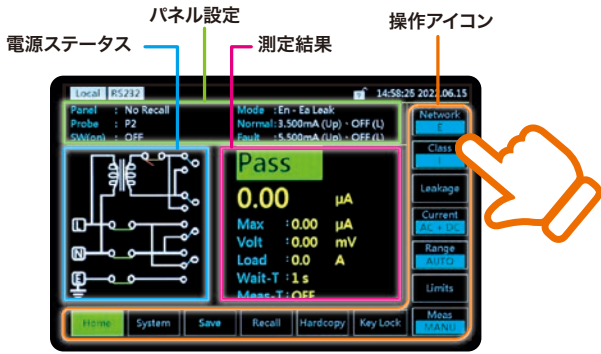 パネル設定
操作アイコン
電源ステータス
測定結果
Local RS232 14:58:25 2022.06.15
Panel : No Recall Mode : En - Ea Leak
Probe : P2 Normal : 3.500mA (Up) - OFF (L)
SW(on) : OFF Fault : 5.500mA (Up) - OFF (L)
Network
E
Class
I
Leakage
Current
AC + DC
Range
AUTO
Limits
Meas
MANU
Pass
0.00 μA
Max : 0.00 μA
Volt : 0.00 mV
Load : 0.0 A
Wait-T : 1 s
Meas-T : OFF
L
N
E
Home System Save Recall Hardcopy Key Lock